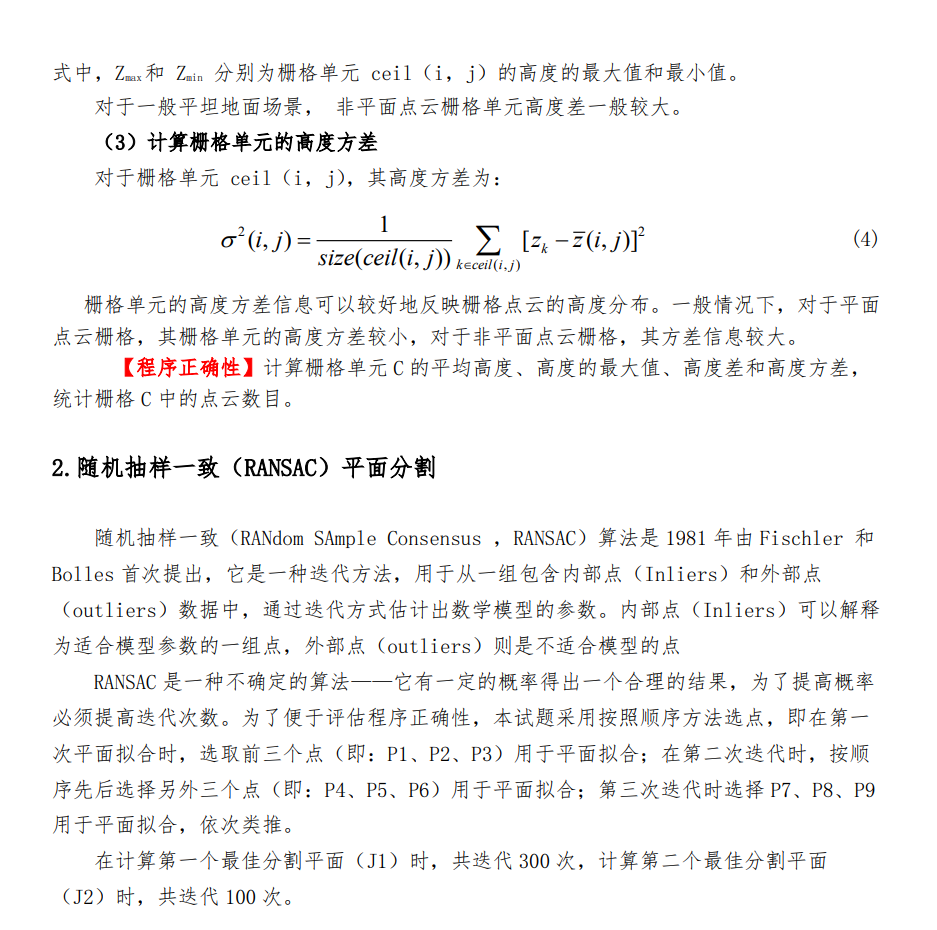 式中，Zmax和 Zmin 分别为栅格单元 ceil（i，j）的高度的最大值和最小值。
对于一般平坦地面场景， 非平面点云栅格单元高度差一般较大。
（3）计算栅格单元的高度方差
对于栅格单元 ceil（i，j），其高度方差为：
σ²(i, j) = 1/size(ceil(i, j)) ∑k∈ceil(i,j) [zk − z̅(i, j)]² (4)
栅格单元的高度方差信息可以较好地反映栅格点云的高度分布。一般情况下，对于平面
点云栅格，其栅格单元的高度方差较小，对于非平面点云栅格，其方差信息较大。
【程序正确性】计算栅格单元 C 的平均高度、高度的最大值、高度差和高度方差，
统计栅格 C 中的点云数目。
2.随机抽样一致（RANSAC）平面分割
随机抽样一致（RANdom SAmple Consensus ，RANSAC）算法是 1981 年由 Fischler 和
Bolles 首次提出，它是一种迭代方法，用于从一组包含内部点（Inliers）和外部点
（outliers）数据中，通过迭代方式估计出数学模型的参数。内部点（Inliers）可以解释
为适合模型参数的一组点，外部点（outliers）则是不适合模型的点
RANSAC 是一种不确定的算法——它有一定的概率得出一个合理的结果，为了提高概率
必须提高迭代次数。为了便于评估程序正确性，本试题采用按照顺序方法选点，即在第一
次平面拟合时，选取前三个点（即：P1、P2、P3）用于平面拟合；在第二次迭代时，按顺
序先后选择另外三个点（即：P4、P5、P6）用于平面拟合；第三次迭代时选择 P7、P8、P9
用于平面拟合，依次类推。
在计算第一个最佳分割平面（J1）时，共迭代 300 次，计算第二个最佳分割平面
（J2）时，共迭代 100 次。